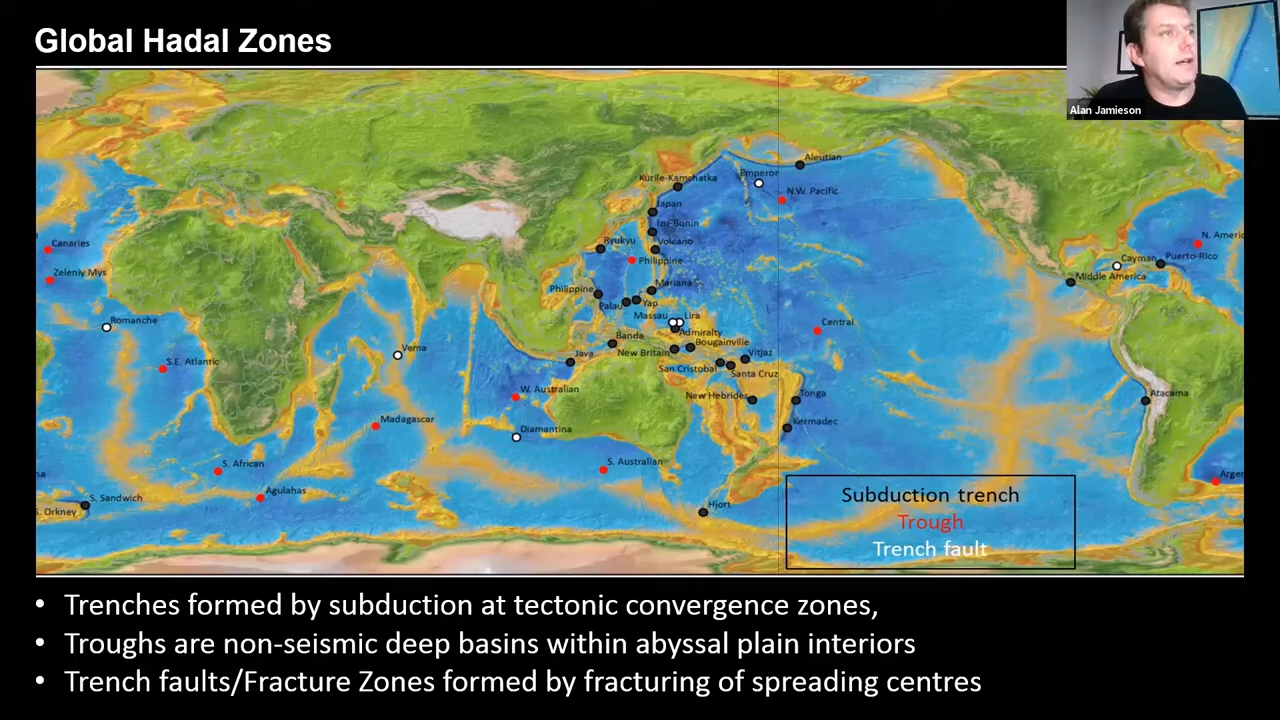 Global Hadal Zones
Alan Jamieson
Aleutian
Kurile-Kamchatka
Emperor
N.W. Pacific
Japan
Izu-Bonin
Canaries
Ryukyu
Volcano
N. Americ
Philippine
Cayman
Puerto-Rico
Zeleniy Mys
Middle America
Philippine
Mariana
Palau
Yap
Romanche
Massau
Lira
Central
Admiralty
Banda
Bougainville
Vema
New Britain
Java
Vitjaz
S.E. Atlantic
San Cristobal
Santa Cruz
W. Australian
New Hebrides
Tonga
Atacama
Madagascar
Diamantina
Kermadec
S. African
S. Australian
na
Argen
Agulahas
S. Sandwich
Hjort
S. Orkney
Subduction trench
Trough
Trench fault
• Trenches formed by subduction at tectonic convergence zones,
• Troughs are non-seismic deep basins within abyssal plain interiors
• Trench faults/Fracture Zones formed by fracturing of spreading centres